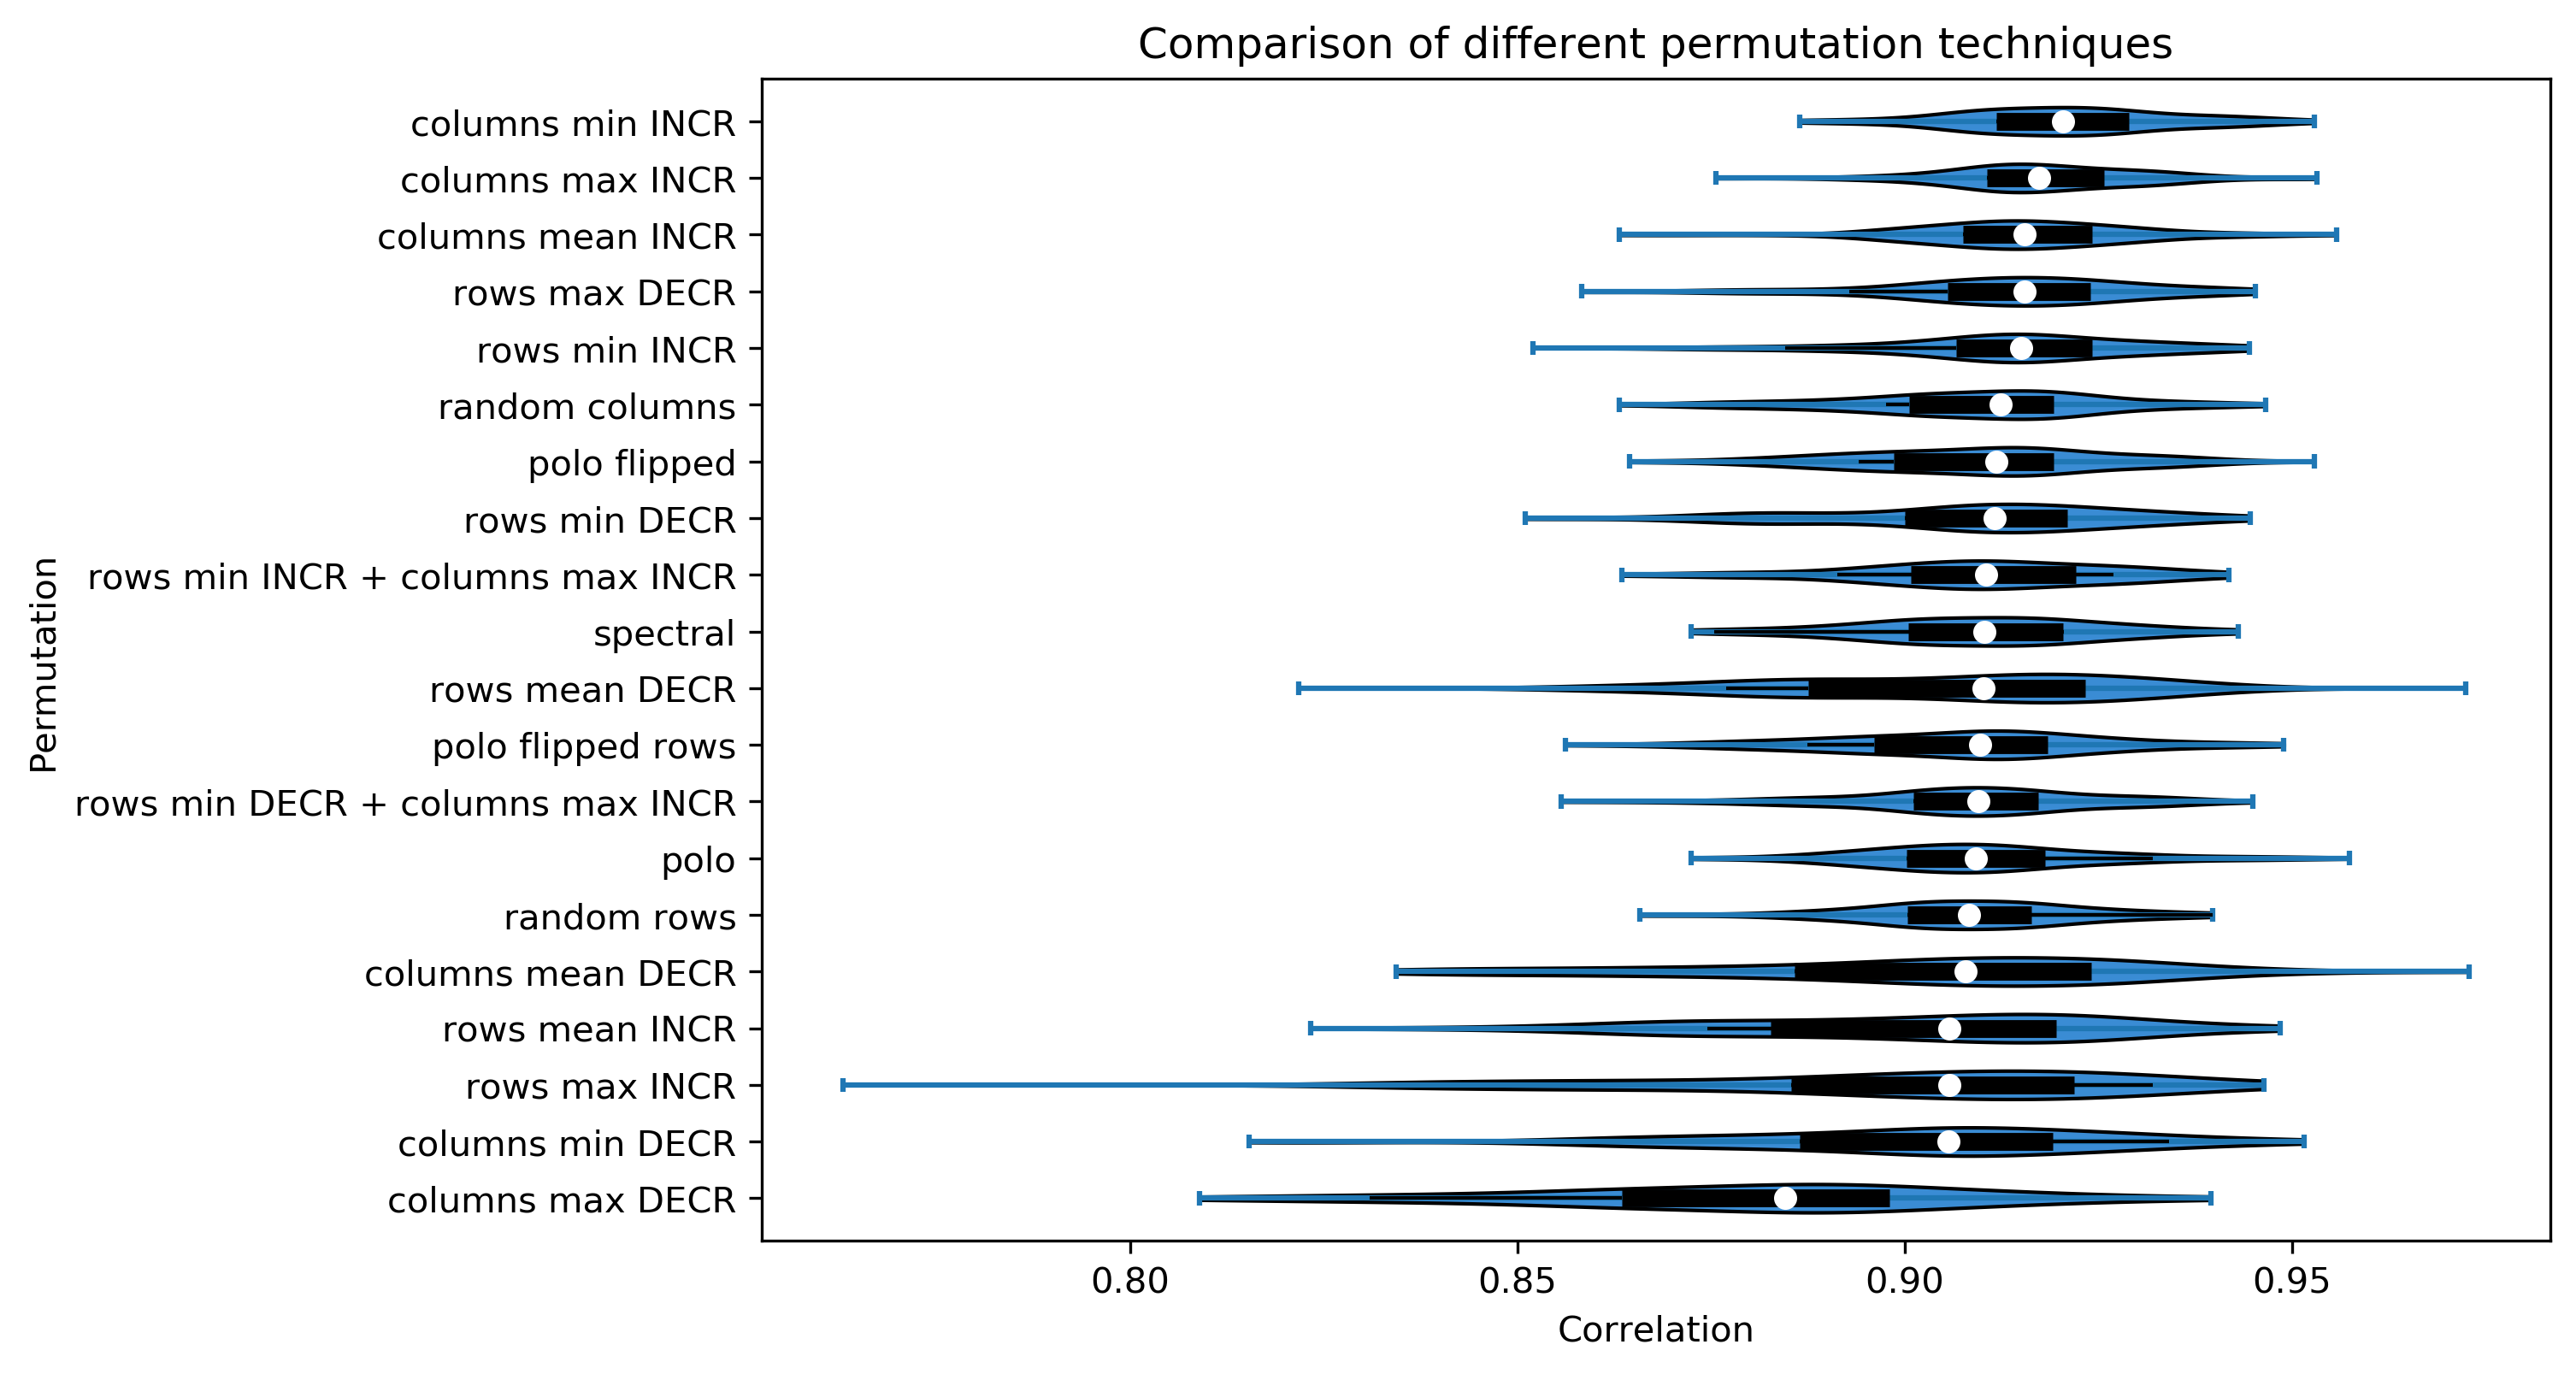 Comparison of different permutation techniques
Permutation
columns min INCR
columns max INCR
columns mean INCR
rows max DECR
rows min INCR
random columns
polo flipped
rows min DECR
rows min INCR + columns max INCR
spectral
rows mean DECR
polo flipped rows
rows min DECR + columns max INCR
polo
random rows
columns mean DECR
rows mean INCR
rows max INCR
columns min DECR
columns max DECR
0.80 0.85 0.90 0.95
Correlation